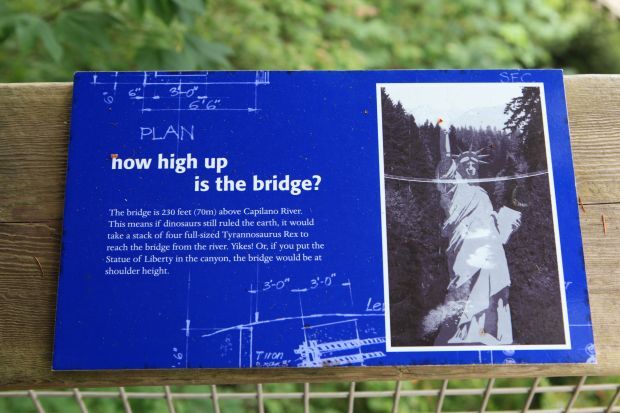 SEC
6"
6"
3'-0"
6'6"
PLAN
how high up
is the bridge?
The bridge is 230 feet (70m) above Capilano River.
This means if dinosaurs still ruled the earth, it would
take a stack of four full-sized Tyrannosaurus Rex to
reach the bridge from the river. Yikes! Or, if you put the
Statue of Liberty in the canyon, the bridge would be at
shoulder height.
3'-0"
3'-0"
6"
T iron